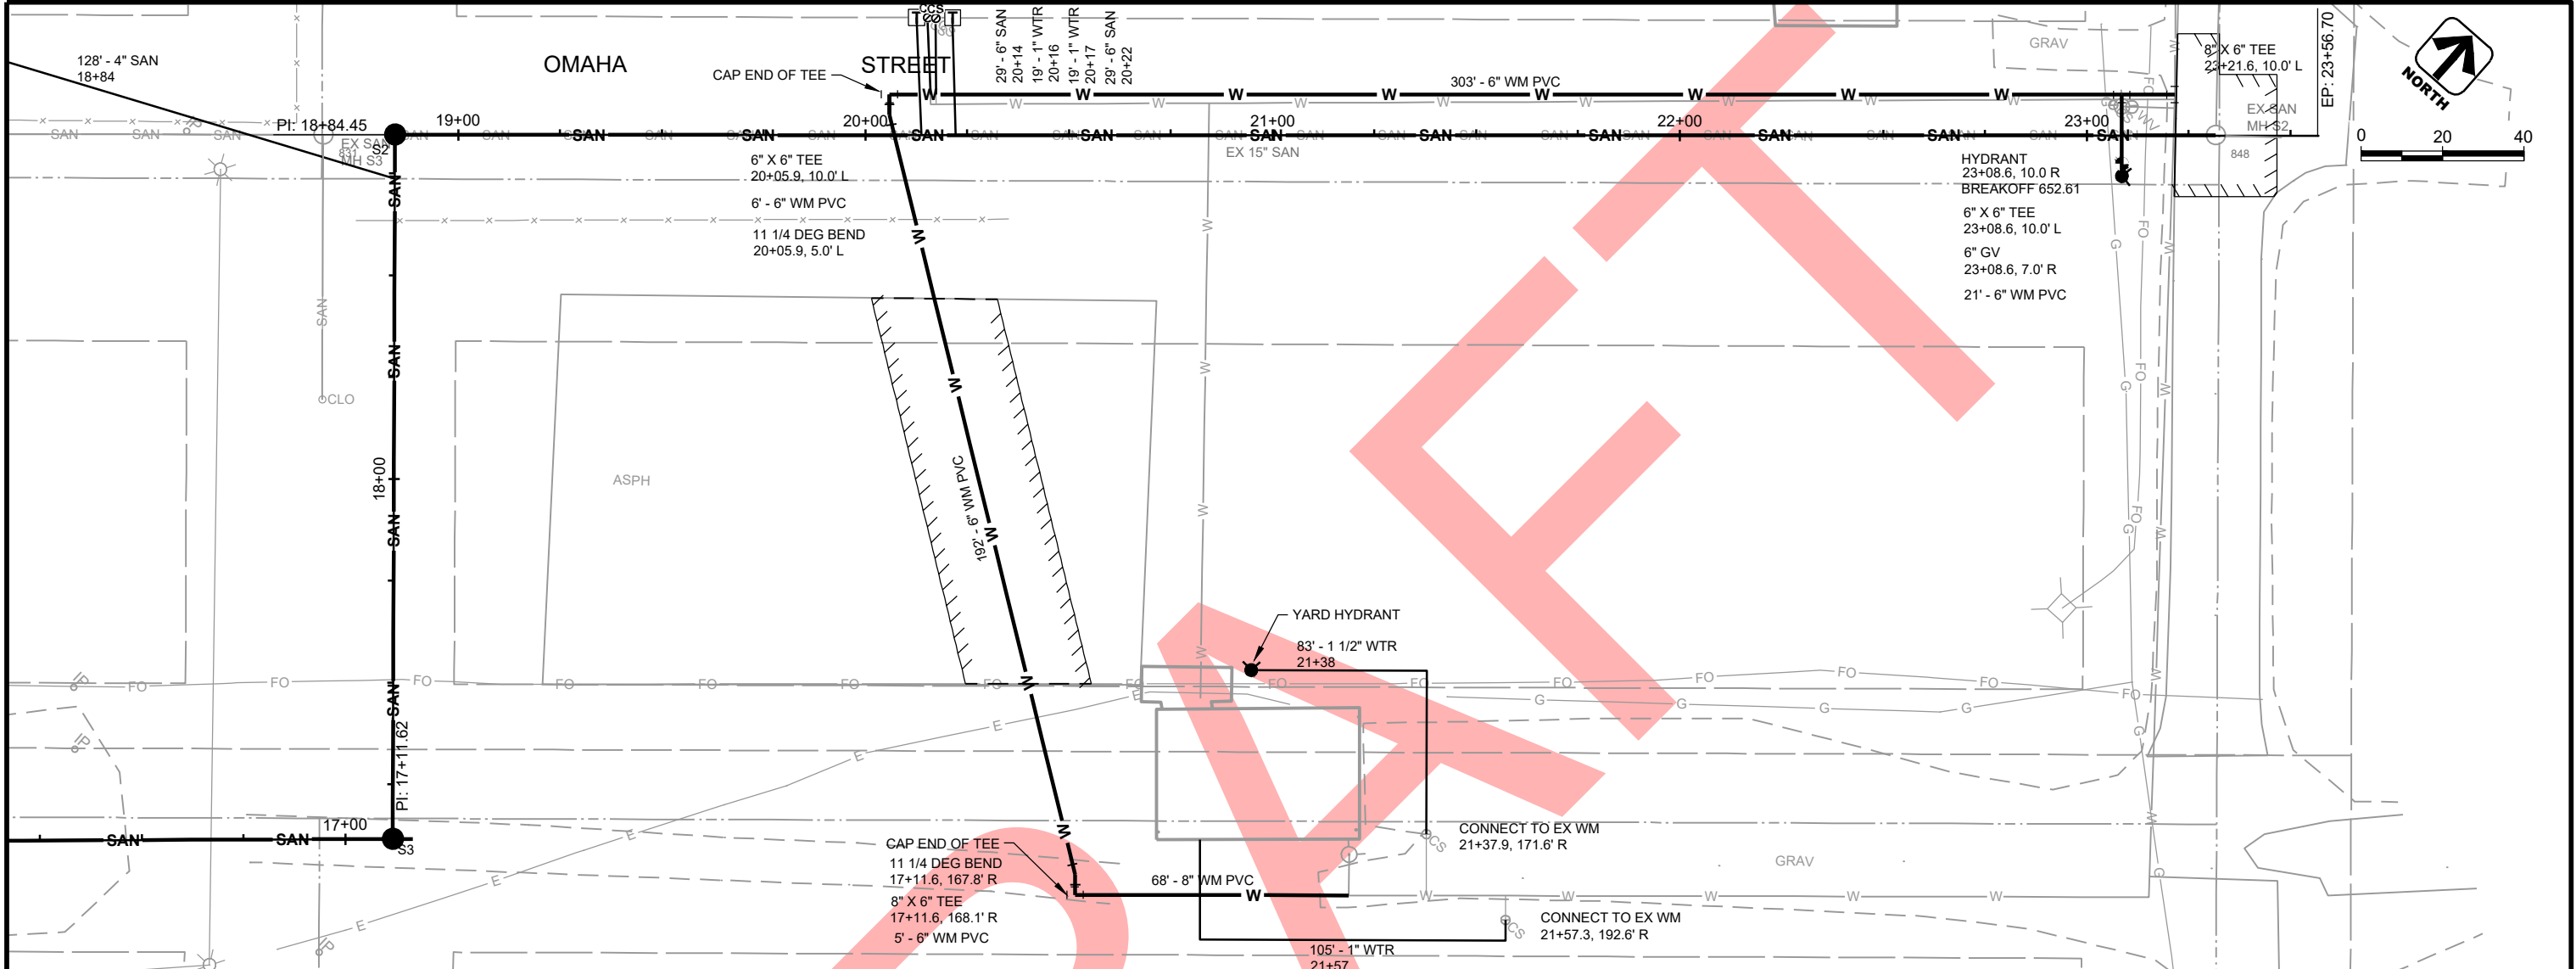 128' - 4" SAN
18+84
OMAHA
STREET
CAP END OF TEE
29' - 6" SAN
20+14
19' - 1" WTR
20+16
19' - 1" WTR
20+17
29' - 6" SAN
20+22
303' - 6" WM PVC
GRAV
8" X 6" TEE
23+21.6, 10.0' L
EP: 23+56.70
NORTH
0 20 40
EX SAN
MH S2
848
PI: 18+84.45
19+00
20+00
21+00
22+00
23+00
EX SAN
MH S3
831
S2
EX 15" SAN
6" X 6" TEE
20+05.9, 10.0' L
6' - 6" WM PVC
11 1/4 DEG BEND
20+05.9, 5.0' L
HYDRANT
23+08.6, 10.0 R
BREAKOFF 652.61
6" X 6" TEE
23+08.6, 10.0' L
6" GV
23+08.6, 7.0' R
21' - 6" WM PVC
CLO
18+00
ASPH
192' - 6" WM PVC
YARD HYDRANT
83' - 1 1/2" WTR
21+38
PI: 17+11.62
17+00
S3
CAP END OF TEE
11 1/4 DEG BEND
17+11.6, 167.8' R
8" X 6" TEE
17+11.6, 168.1' R
5' - 6" WM PVC
68' - 8" WM PVC
CONNECT TO EX WM
21+37.9, 171.6' R
GRAV
CONNECT TO EX WM
21+57.3, 192.6' R
105' - 1" WTR
21+57